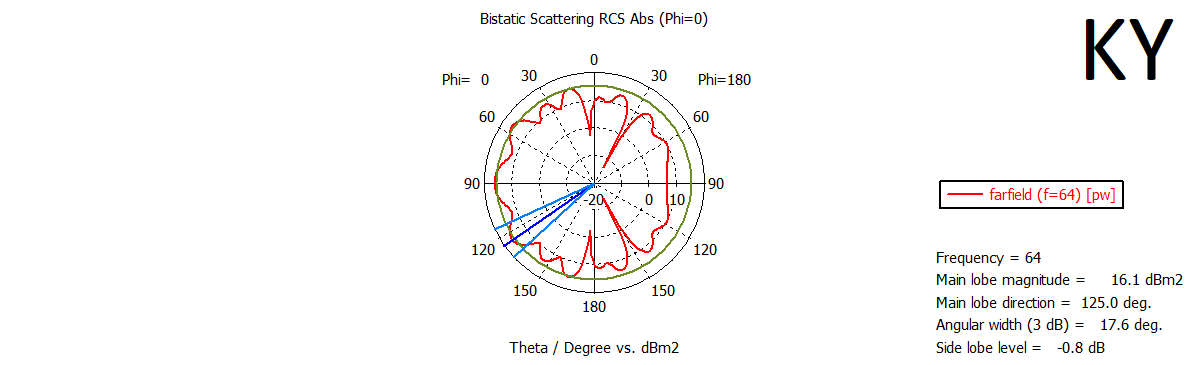 Bistatic Scattering RCS Abs (Phi=0)
KY
Phi= 0 30 0 30 Phi=180
60 60
90 -20 0 10 90
120 120
150 180 150
Theta / Degree vs. dBm2
farfield (f=64) [pw]
Frequency = 64
Main lobe magnitude = 16.1 dBm2
Main lobe direction = 125.0 deg.
Angular width (3 dB) = 17.6 deg.
Side lobe level = -0.8 dB